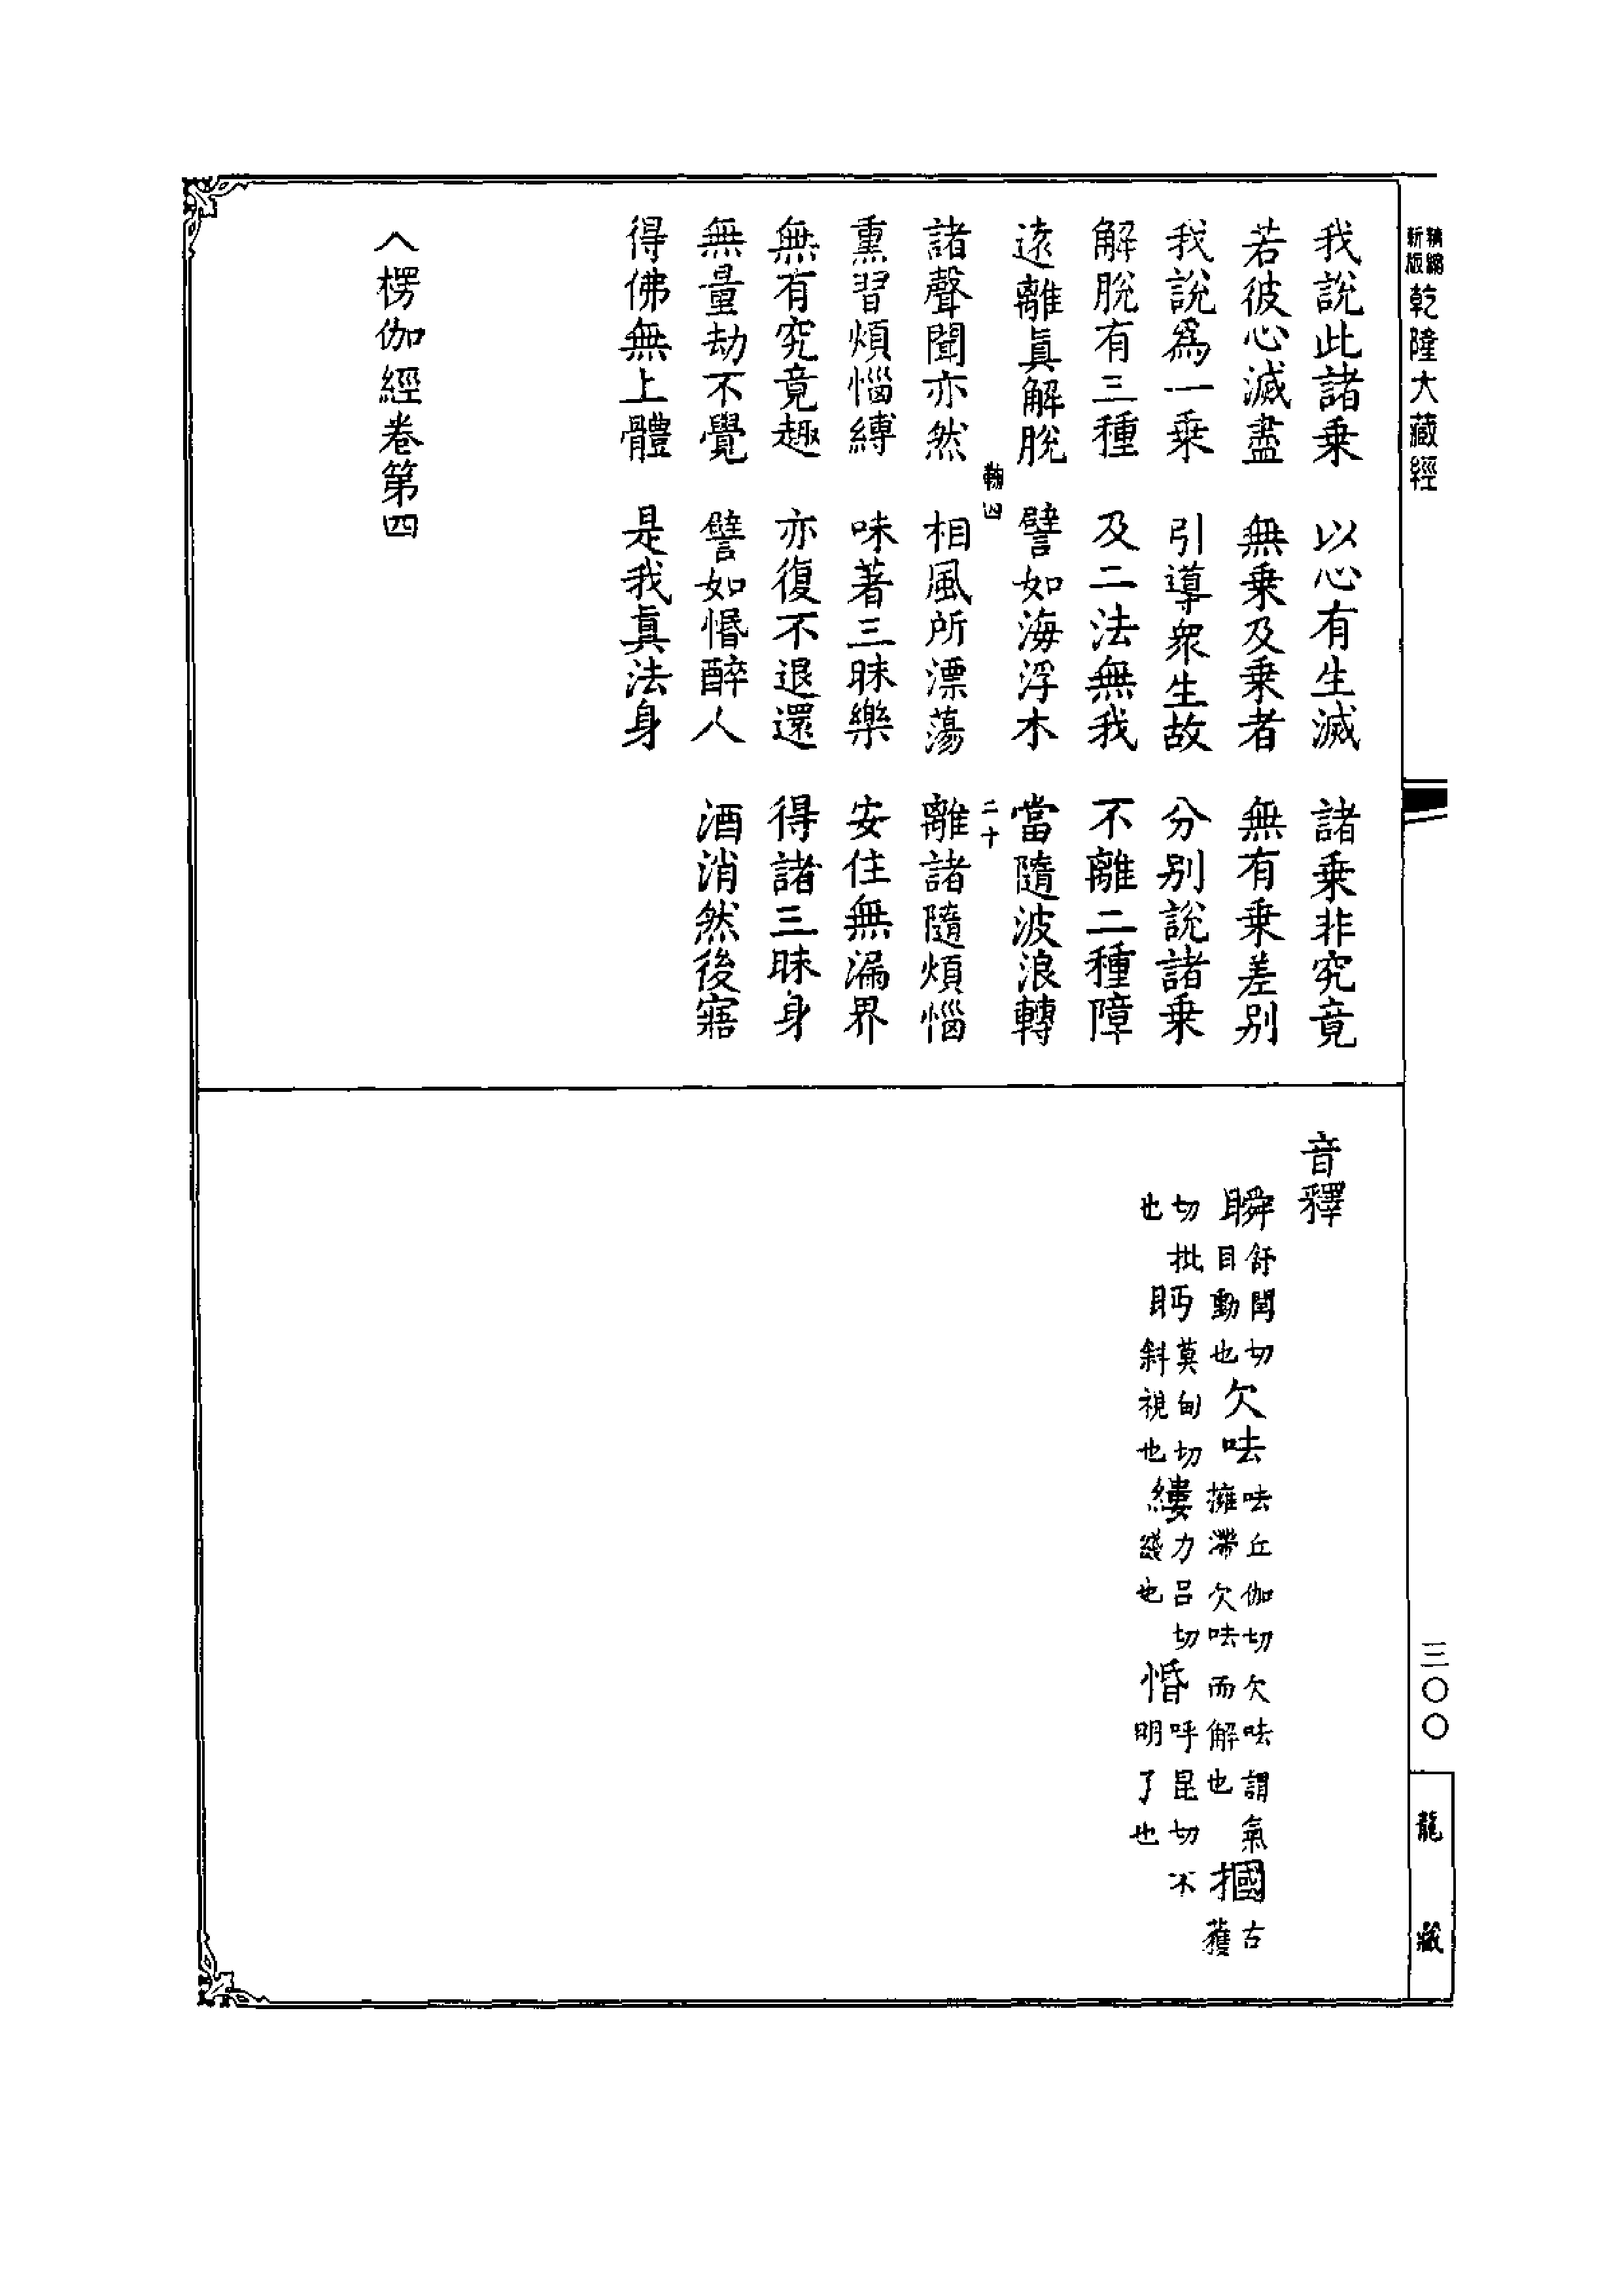 精縮新版 乾隆大藏經
我說此諸乗 以心有生滅 諸乗非究竟
若彼心滅盡 無乗及乗者 無有乗差別
我說爲一乗 引導衆生故 分別說諸乗
解脫有三種 及二法無我 不離二種障
遠離眞解脫 譬如海浮木 當隨波浪轉
四 二十
諸聲聞亦然 相風所漂蕩 離諸隨煩惱
熏習煩惱縛 味著三昧樂 安住無漏界
無有究竟趣 亦復不退還 得諸三昧身
無量劫不覺 譬如惛醉人 酒消然後寤
得佛無上體 是我眞法身
入楞伽經卷第四
音釋
瞬 舒閏切目動也 欠呿 呿丘伽切欠呿謂氣擁滯欠呿而解也 摑 古獲
切批也 眄 莫甸切斜視也 縷 力呂切綫也 惛 呼昆切不明了也
三〇〇
龍藏